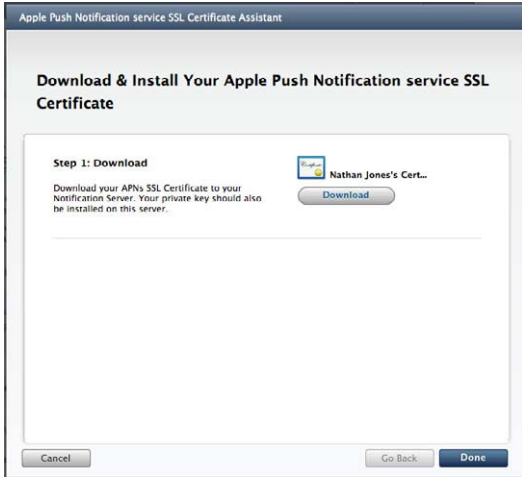 Apple Push Notification service SSL Certificate Assistant
Download & Install Your Apple Push Notification service SSL
Certificate
Step 1: Download
Download your APNs SSL Certificate to your
Notification Server. Your private key should also
be installed on this server.
Certificate
Nathan Jones's Cert...
Download
Cancel
Go Back
Done